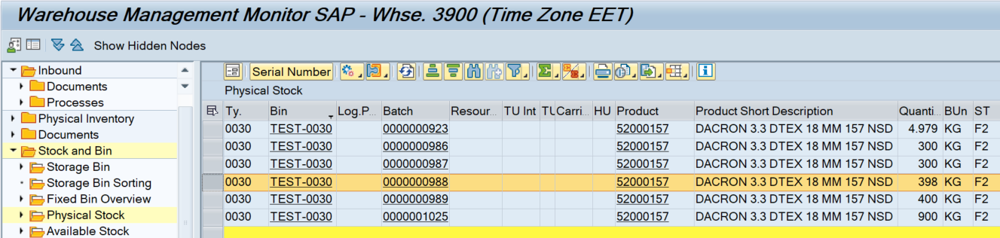 Warehouse Management Monitor SAP - Whse. 3900 (Time Zone EET)
Show Hidden Nodes
Inbound
Documents
Processes
Physical Inventory
Documents
Stock and Bin
Storage Bin
Storage Bin Sorting
Fixed Bin Overview
Physical Stock
Available Stock
Serial Number
Physical Stock
Ty. Bin Log.P... Batch Resour... TU Int TU Carri... HU Product Product Short Description Quanti... BUn ST
0030 TEST-0030 0000000923 52000157 DACRON 3.3 DTEX 18 MM 157 NSD 4.979 KG F2
0030 TEST-0030 0000000986 52000157 DACRON 3.3 DTEX 18 MM 157 NSD 300 KG F2
0030 TEST-0030 0000000987 52000157 DACRON 3.3 DTEX 18 MM 157 NSD 300 KG F2
0030 TEST-0030 0000000988 52000157 DACRON 3.3 DTEX 18 MM 157 NSD 398 KG F2
0030 TEST-0030 0000000989 52000157 DACRON 3.3 DTEX 18 MM 157 NSD 400 KG F2
0030 TEST-0030 0000001025 52000157 DACRON 3.3 DTEX 18 MM 157 NSD 900 KG F2